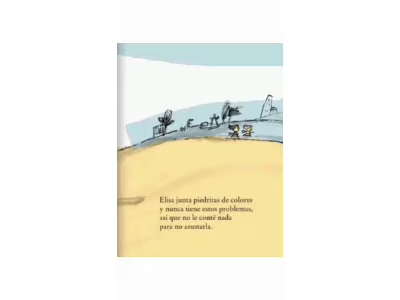 Elisa junta piedritas de colores
y nunca tiene estos problemas,
así que no le conté nada
para no asustarla.